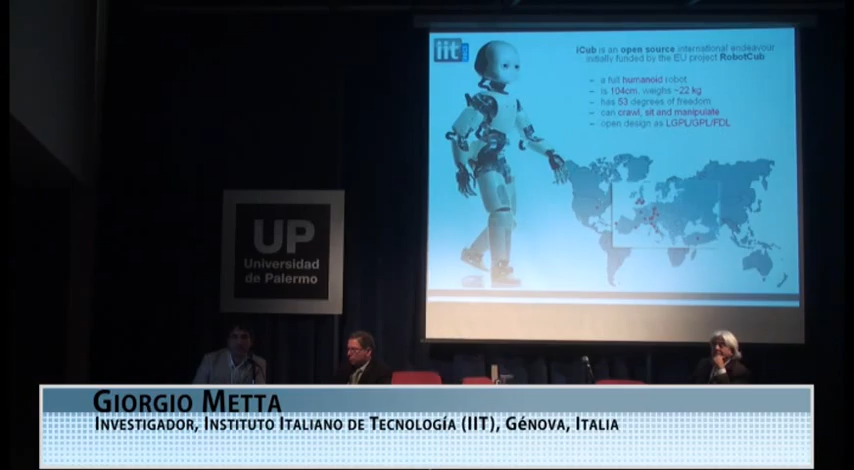 iit
iCub is an open source international endeavour
initially funded by the EU project RobotCub
– a full humanoid robot
– is 104cm, weighs ~22 kg
– has 53 degrees of freedom
– can crawl, sit and manipulate
– open design as LGPL/GPL/FDL
UP
Universidad
de Palermo
GIORGIO METTA
INVESTIGADOR, INSTITUTO ITALIANO DE TECNOLOGÍA (IIT), GÉNOVA, ITALIA